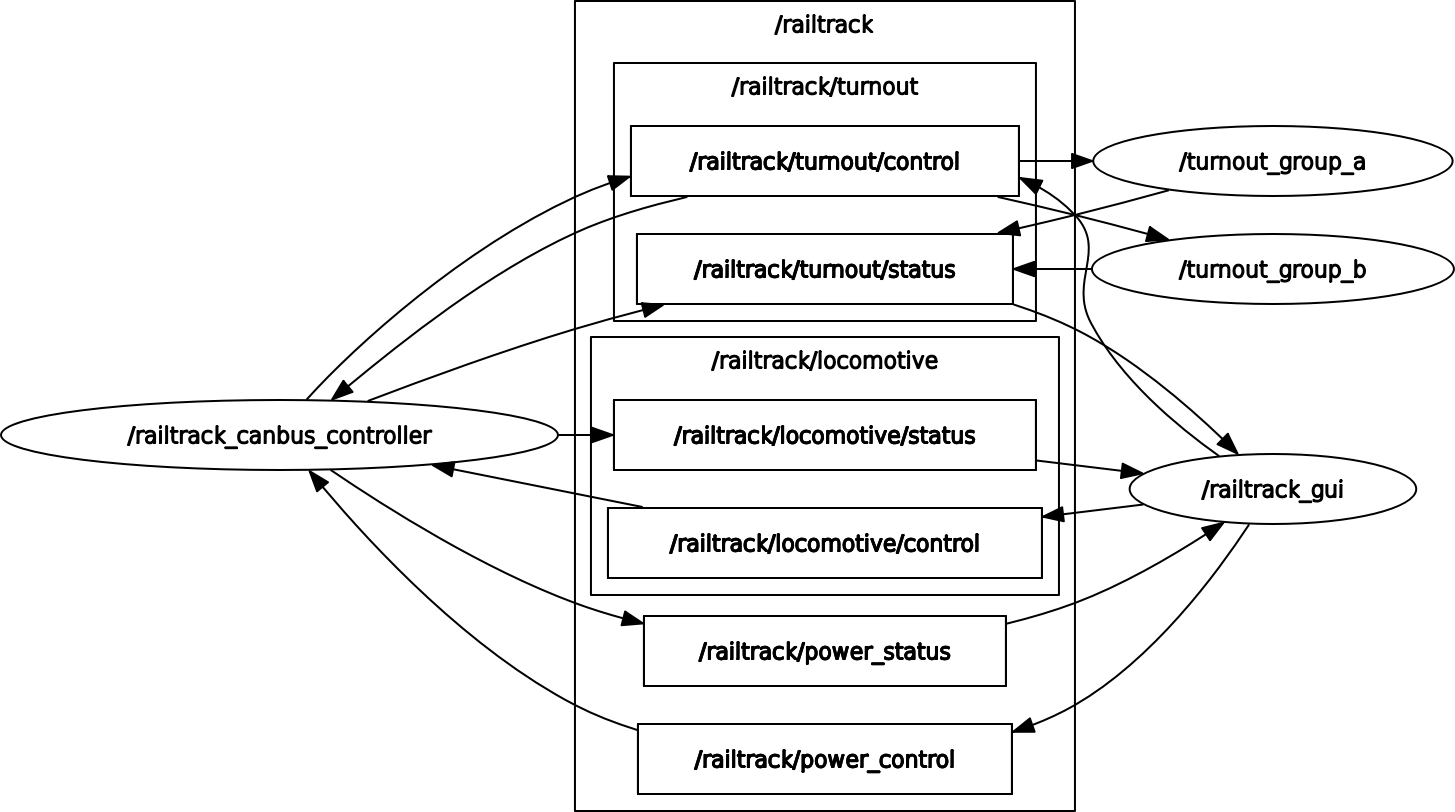 /railtrack
/railtrack/turnout
/railtrack/turnout/control
/turnout_group_a
/railtrack/turnout/status
/turnout_group_b
/railtrack/locomotive
/railtrack_canbus_controller
/railtrack/locomotive/status
/railtrack_gui
/railtrack/locomotive/control
/railtrack/power_status
/railtrack/power_control